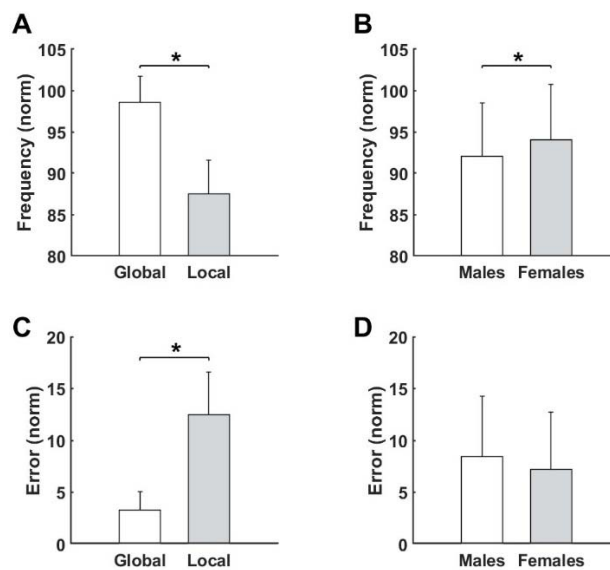 A
Frequency (norm)
105
100
95
90
85
80
*
Global Local
B
Frequency (norm)
105
100
95
90
85
80
*
Males Females
C
Error (norm)
20
15
10
5
0
*
Global Local
D
Error (norm)
20
15
10
5
0
Males Females